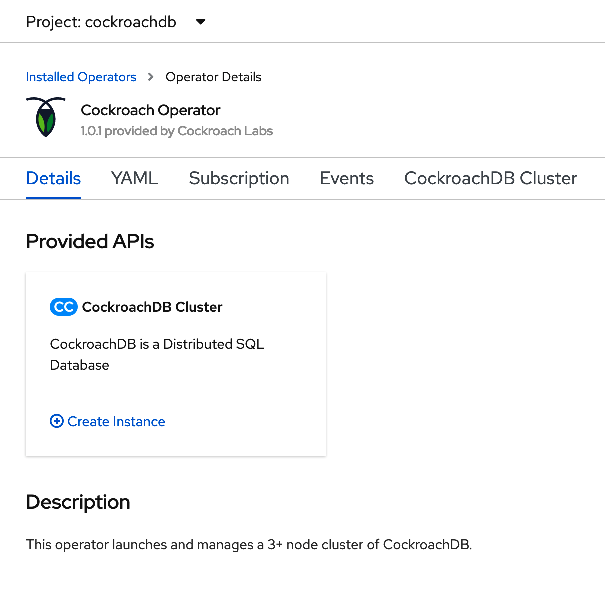 Project: cockroachdb
Installed Operators > Operator Details
Cockroach Operator
1.0.1 provided by Cockroach Labs
Details YAML Subscription Events CockroachDB Cluster
Provided APIs
CC CockroachDB Cluster
CockroachDB is a Distributed SQL
Database
Create Instance
Description
This operator launches and manages a 3+ node cluster of CockroachDB.